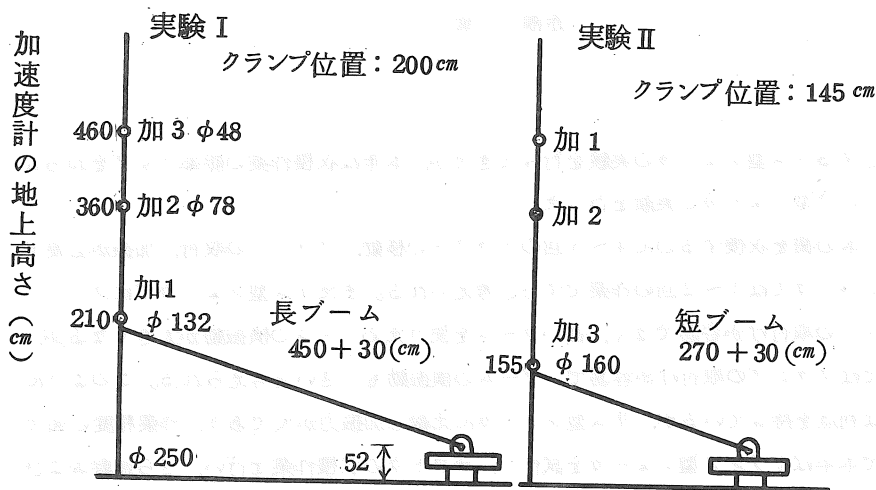 加速度計の地上高さ(cm)
実験Ⅰ
クランプ位置:200cm
460 加3 φ48
360 加2 φ78
加1
210 φ132
長ブーム
450+30(cm)
φ250
52
実験Ⅱ
クランプ位置:145cm
加1
加2
加3
155 φ160
短ブーム
270+30(cm)